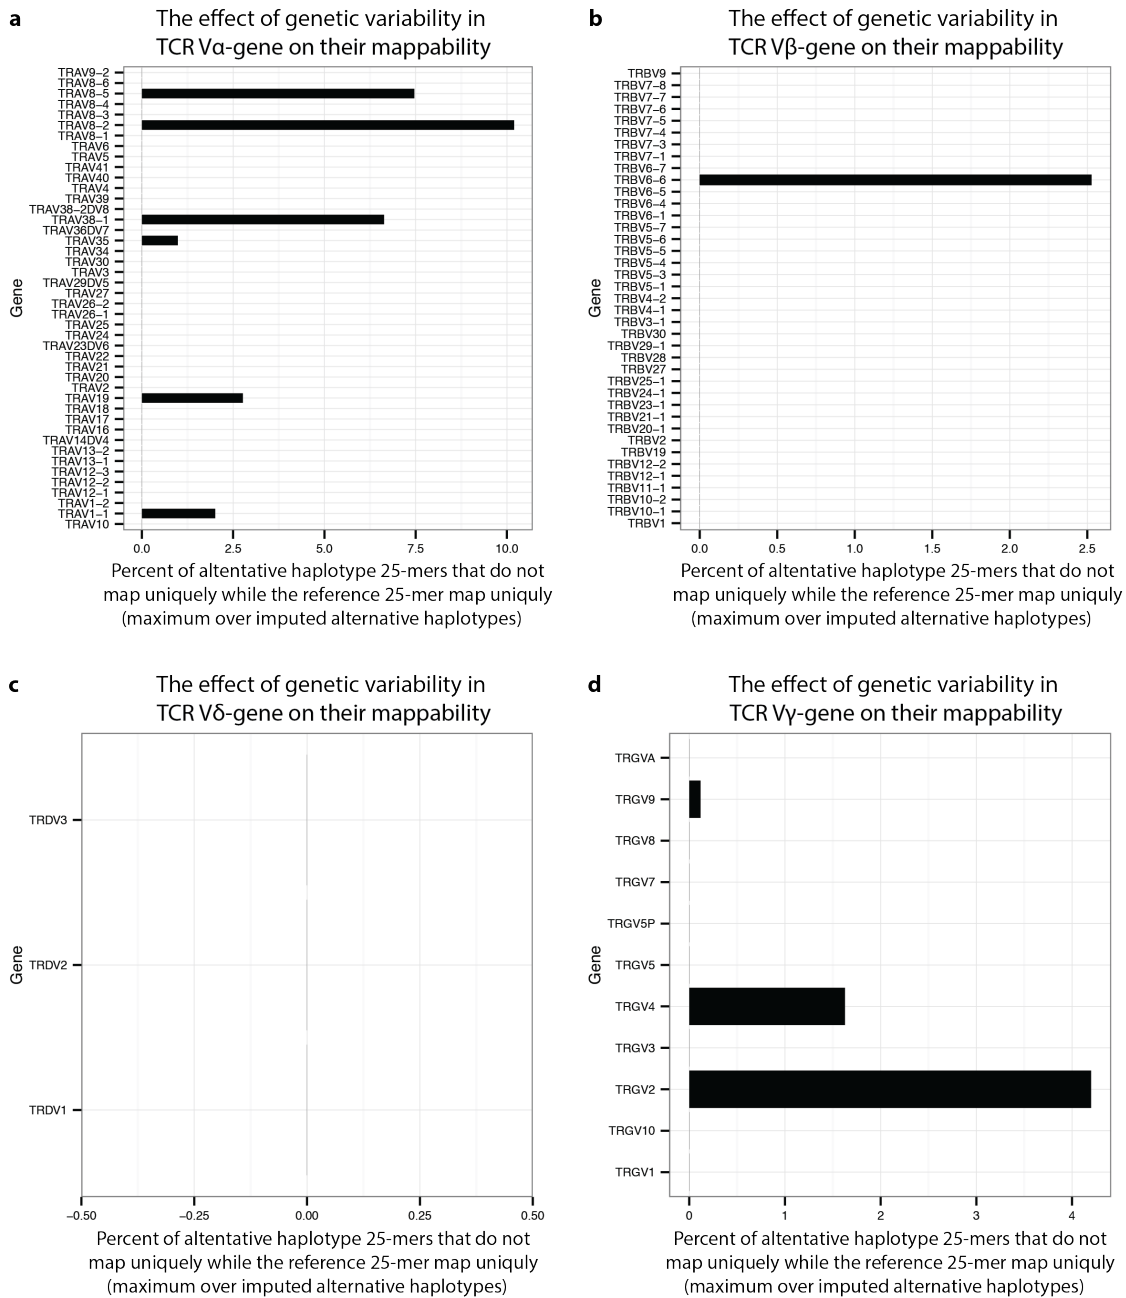 a
The effect of genetic variability in
TCR Vα-gene on their mappability
TRAV9−2
TRAV8−6
TRAV8−5
TRAV8−4
TRAV8−3
TRAV8−2
TRAV8−1
TRAV6
TRAV5
TRAV41
TRAV40
TRAV4
TRAV39
TRAV38−2DV8
TRAV38−1
TRAV36DV7
TRAV35
TRAV34
TRAV30
TRAV3
TRAV29DV5
TRAV27
TRAV26−2
TRAV26−1
TRAV25
TRAV24
TRAV23DV6
TRAV22
TRAV21
TRAV20
TRAV2
TRAV19
TRAV18
TRAV17
TRAV16
TRAV14DV4
TRAV13−2
TRAV13−1
TRAV12−3
TRAV12−2
TRAV12−1
TRAV1−2
TRAV1−1
TRAV10
Gene
0.0 2.5 5.0 7.5 10.0
Percent of altentative haplotype 25-mers that do not
map uniquely while the reference 25-mer map uniquly
(maximum over imputed alternative haplotypes)
b
The effect of genetic variability in
TCR Vβ-gene on their mappability
TRBV9
TRBV7−8
TRBV7−7
TRBV7−6
TRBV7−5
TRBV7−4
TRBV7−3
TRBV7−1
TRBV6−7
TRBV6−6
TRBV6−5
TRBV6−4
TRBV6−1
TRBV5−7
TRBV5−6
TRBV5−5
TRBV5−4
TRBV5−3
TRBV5−1
TRBV4−2
TRBV4−1
TRBV3−1
TRBV30
TRBV29−1
TRBV28
TRBV27
TRBV25−1
TRBV24−1
TRBV23−1
TRBV21−1
TRBV20−1
TRBV2
TRBV19
TRBV12−2
TRBV12−1
TRBV11−1
TRBV10−2
TRBV10−1
TRBV1
Gene
0.0 0.5 1.0 1.5 2.0 2.5
Percent of altentative haplotype 25-mers that do not
map uniquely while the reference 25-mer map uniquly
(maximum over imputed alternative haplotypes)
c
The effect of genetic variability in
TCR Vδ-gene on their mappability
TRDV3
TRDV2
TRDV1
Gene
−0.50 −0.25 0.00 0.25 0.50
Percent of altentative haplotype 25-mers that do not
map uniquely while the reference 25-mer map uniquly
(maximum over imputed alternative haplotypes)
d
The effect of genetic variability in
TCR Vγ-gene on their mappability
TRGVA
TRGV9
TRGV8
TRGV7
TRGV5P
TRGV5
TRGV4
TRGV3
TRGV2
TRGV10
TRGV1
Gene
0 1 2 3 4
Percent of altentative haplotype 25-mers that do not
map uniquely while the reference 25-mer map uniquly
(maximum over imputed alternative haplotypes)